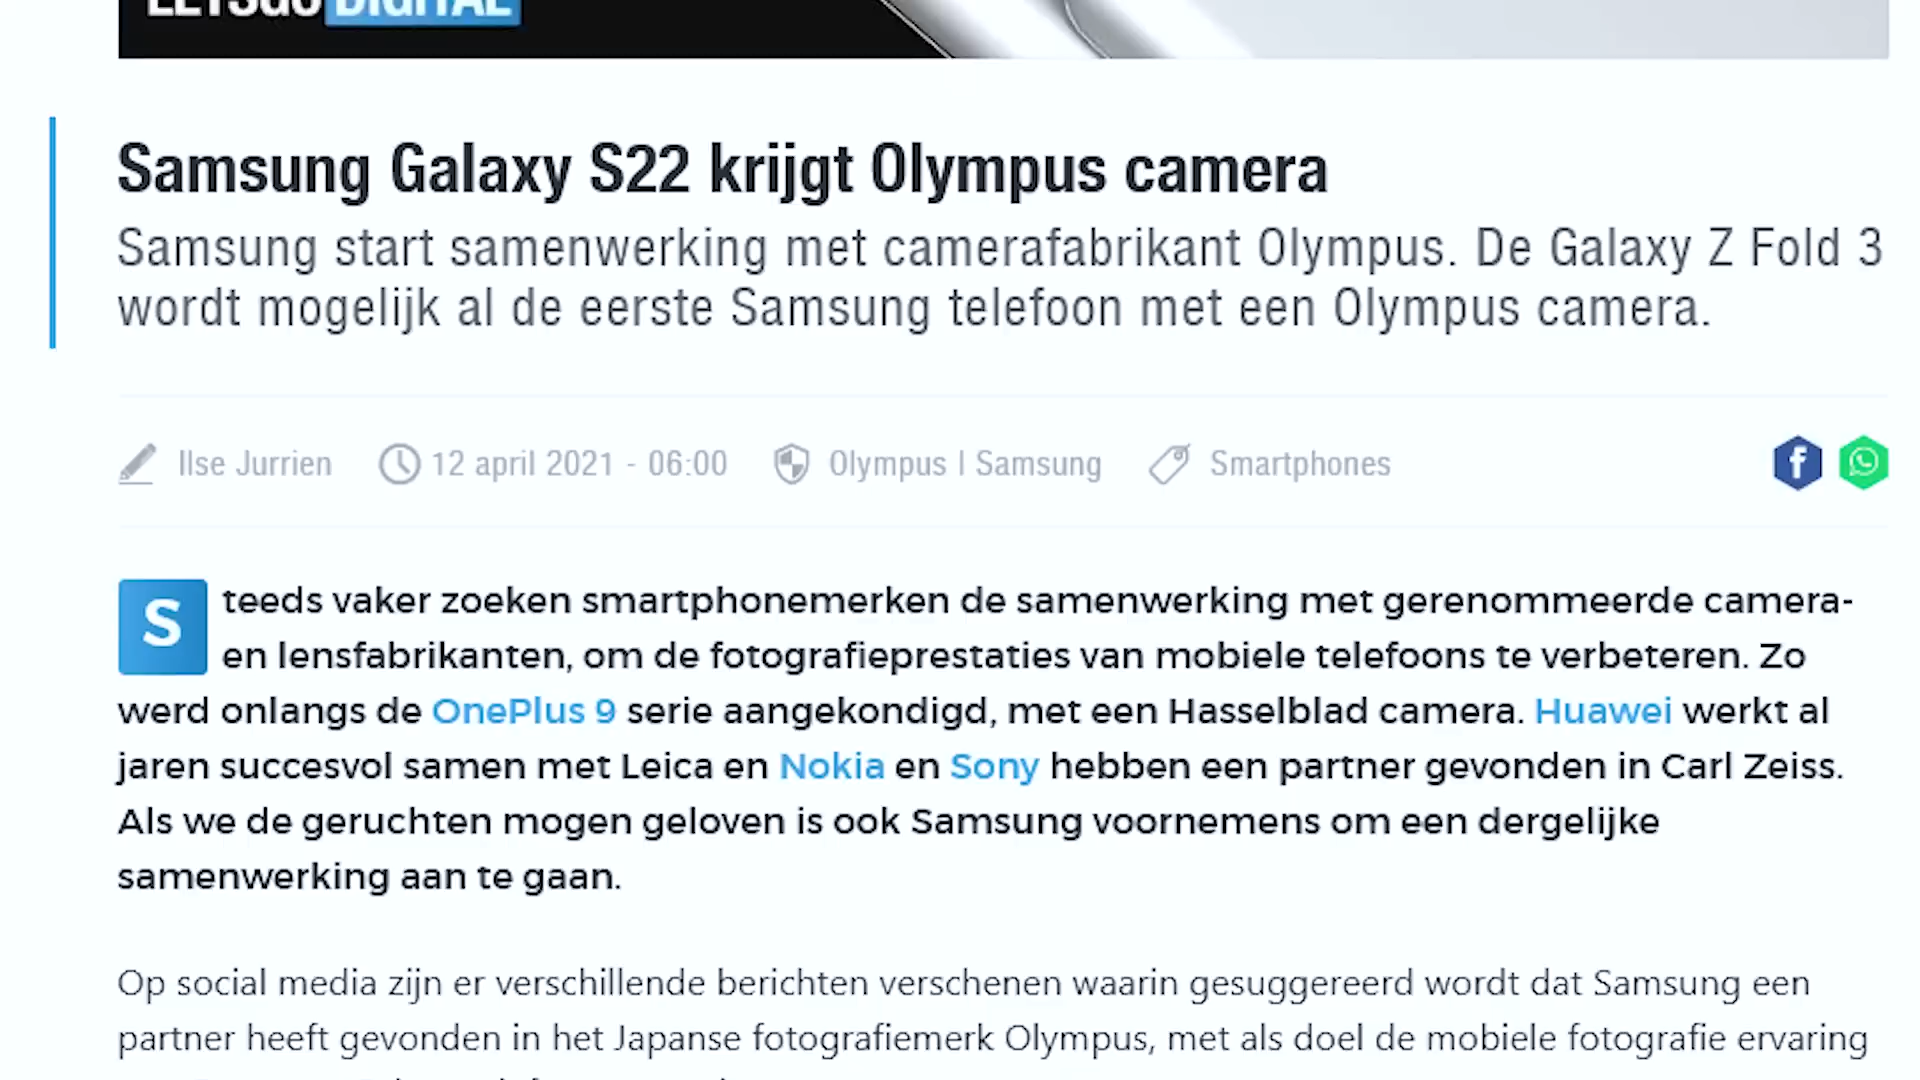 LETSGO DIGITAL
Samsung Galaxy S22 krijgt Olympus camera
Samsung start samenwerking met camerafabrikant Olympus. De Galaxy Z Fold 3
wordt mogelijk al de eerste Samsung telefoon met een Olympus camera.
Ilse Jurrien 12 april 2021 - 06:00 Olympus | Samsung Smartphones
Steeds vaker zoeken smartphonemerken de samenwerking met gerenommeerde camera-
en lensfabrikanten, om de fotografieprestaties van mobiele telefoons te verbeteren. Zo
werd onlangs de OnePlus 9 serie aangekondigd, met een Hasselblad camera. Huawei werkt al
jaren succesvol samen met Leica en Nokia en Sony hebben een partner gevonden in Carl Zeiss.
Als we de geruchten mogen geloven is ook Samsung voornemens om een dergelijke
samenwerking aan te gaan.
Op social media zijn er verschillende berichten verschenen waarin gesuggereerd wordt dat Samsung een
partner heeft gevonden in het Japanse fotografiemerk Olympus, met als doel de mobiele fotografie ervaring